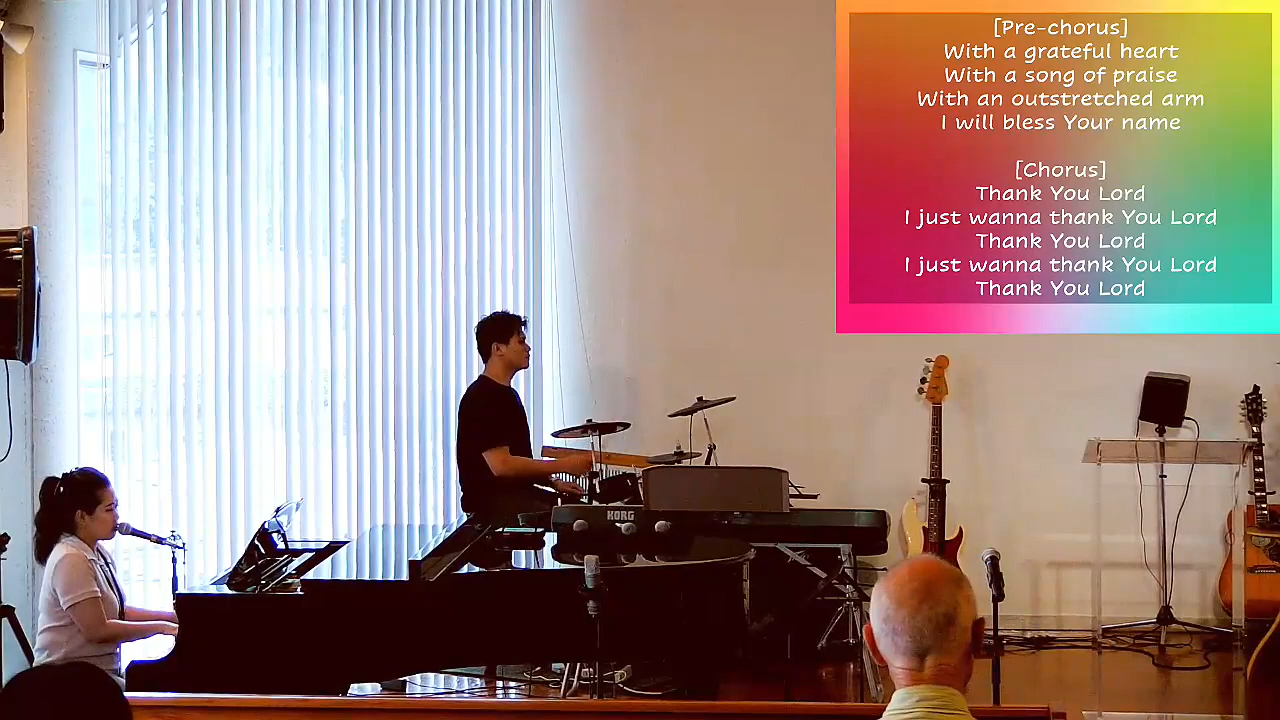 [Pre-chorus]
With a grateful heart
With a song of praise
With an outstretched arm
I will bless Your name
[Chorus]
Thank You Lord
I just wanna thank You Lord
Thank You Lord
I just wanna thank You Lord
Thank You Lord
KORG